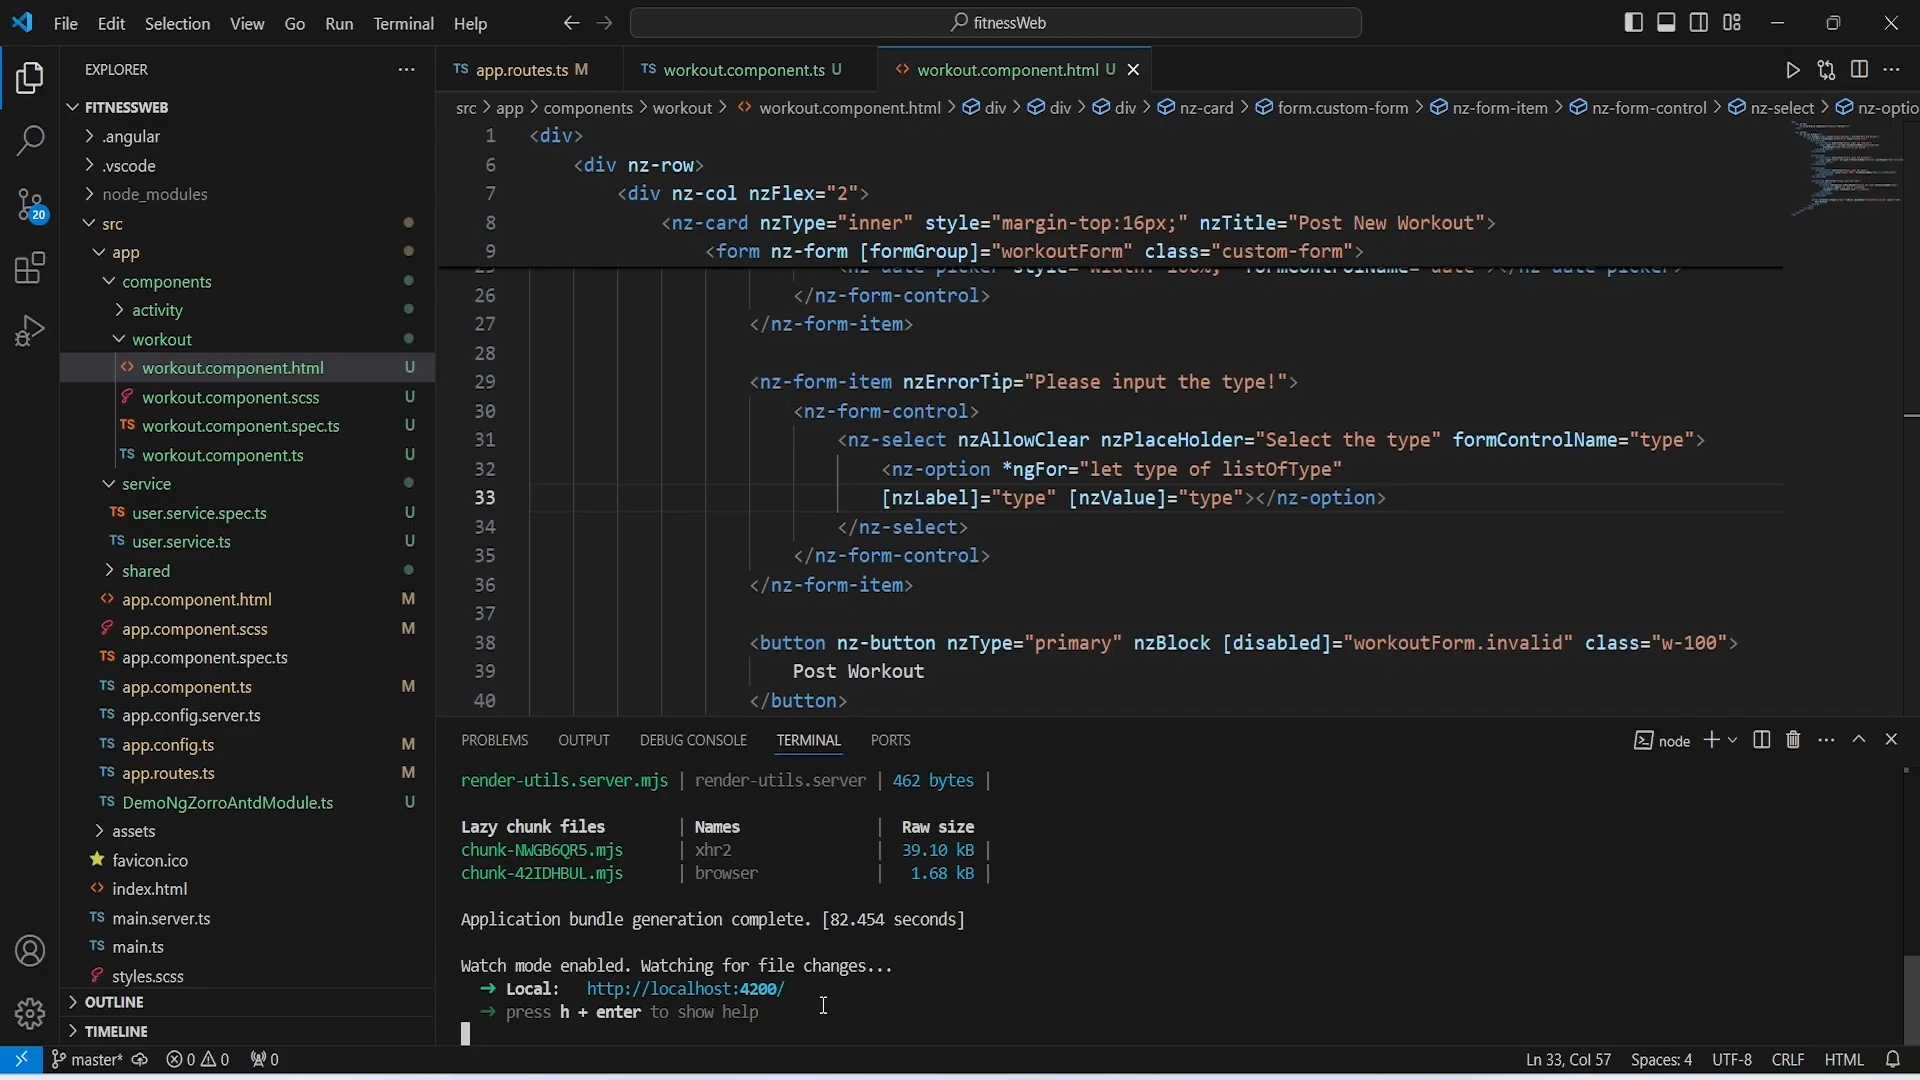 File Edit Selection View Go Run Terminal Help
fitnessWeb
EXPLORER
FITNESSWEB
.angular
.vscode
node_modules
src
app
components
activity
workout
workout.component.html U
workout.component.scss U
workout.component.spec.ts U
workout.component.ts U
service
user.service.spec.ts U
user.service.ts U
shared
app.component.html M
app.component.scss M
app.component.spec.ts
app.component.ts M
app.config.server.ts
app.config.ts M
app.routes.ts M
DemoNgZorroAntdModule.ts U
assets
favicon.ico
index.html
main.server.ts
main.ts
styles.scss
OUTLINE
TIMELINE
20
app.routes.ts M workout.component.ts U workout.component.html U
src > app > components > workout > workout.component.html > div > div > div > nz-card > form.custom-form > nz-form-item > nz-form-control > nz-select > nz-optio
1 <div>
6 <div nz-row>
7 <div nz-col nzFlex="2">
8 <nz-card nzType="inner" style="margin-top:16px;" nzTitle="Post New Workout">
9 <form nz-form [formGroup]="workoutForm" class="custom-form">
26 </nz-form-control>
27 </nz-form-item>
28
29 <nz-form-item nzErrorTip="Please input the type!">
30 <nz-form-control>
31 <nz-select nzAllowClear nzPlaceHolder="Select the type" formControlName="type">
32 <nz-option *ngFor="let type of listOfType"
33 [nzLabel]="type" [nzValue]="type"></nz-option>
34 </nz-select>
35 </nz-form-control>
36 </nz-form-item>
37
38 <button nz-button nzType="primary" nzBlock [disabled]="workoutForm.invalid" class="w-100">
39 Post Workout
40 </button>
PROBLEMS OUTPUT DEBUG CONSOLE TERMINAL PORTS
node
render-utils.server.mjs | render-utils.server | 462 bytes |
Lazy chunk files | Names | Raw size
chunk-NWGB6QR5.mjs | xhr2 | 39.10 kB |
chunk-42IDHBUL.mjs | browser | 1.68 kB |
Application bundle generation complete. [82.454 seconds]
Watch mode enabled. Watching for file changes...
➜ Local: http://localhost:4200/
➜ press h + enter to show help
master* 0 0 0
Ln 33, Col 57 Spaces: 4 UTF-8 CRLF HTML